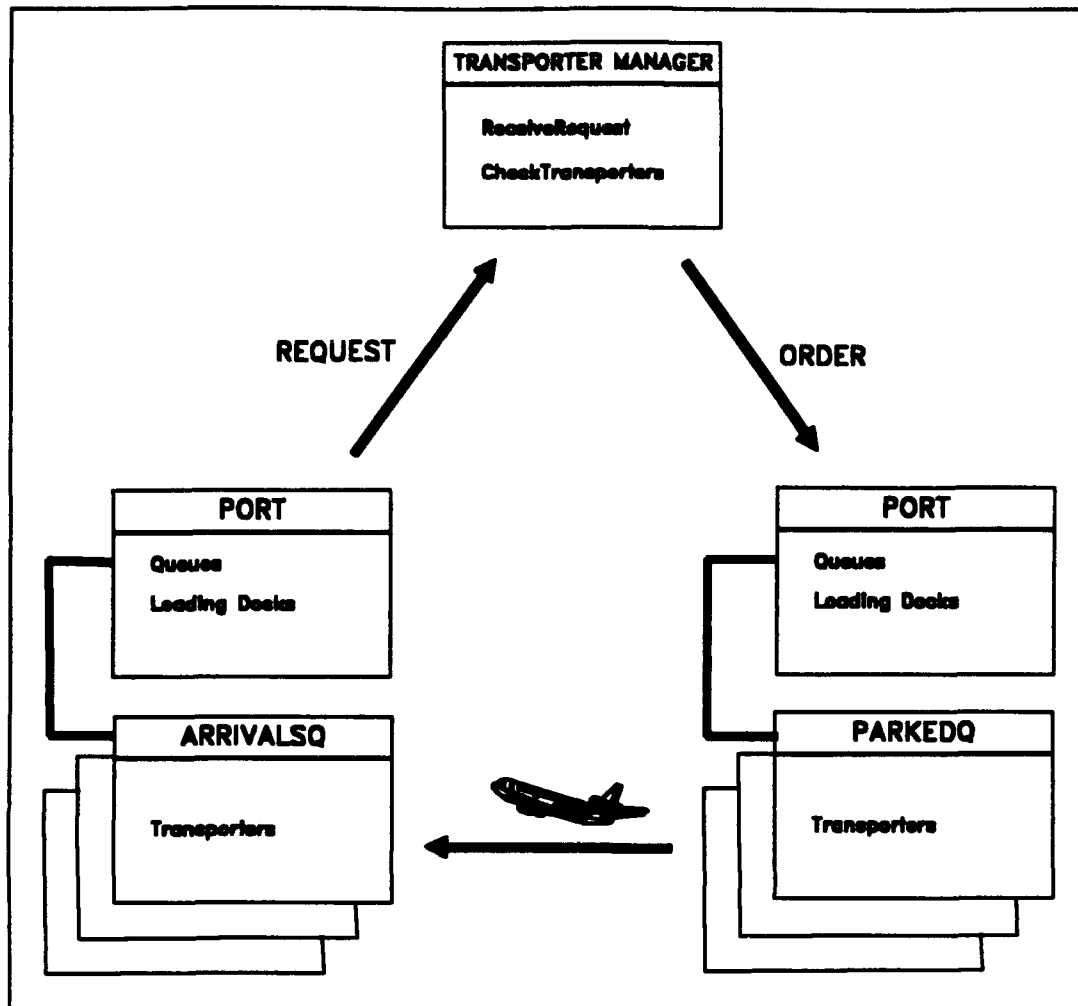 TRANSPORTER MANAGER
ReceiveRequest
CheckTransporters
REQUEST
ORDER
PORT
Queues
Loading Docks
PORT
Queues
Loading Docks
ARRIVALSQ
Transporters
PARKEDQ
Transporters